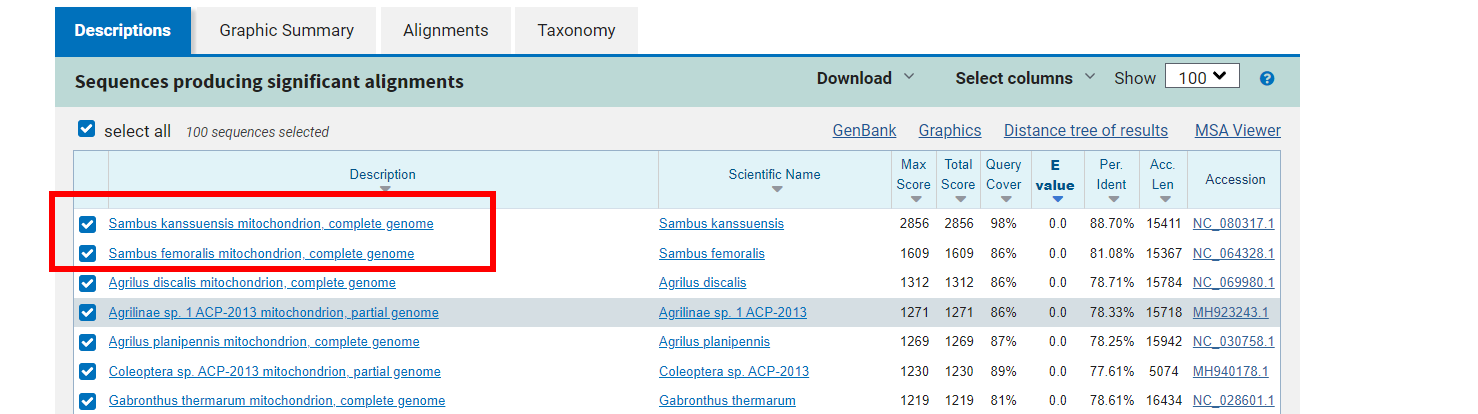 Descriptions Graphic Summary Alignments Taxonomy
Sequences producing significant alignments Download Select columns Show 100 ?
select all 100 sequences selected GenBank Graphics Distance tree of results MSA Viewer
Description Scientific Name Max Score Total Score Query Cover E value Per. Ident Acc. Len Accession
Sambus kanssuensis mitochondrion, complete genome Sambus kanssuensis 2856 2856 98% 0.0 88.70% 15411 NC_080317.1
Sambus femoralis mitochondrion, complete genome Sambus femoralis 1609 1609 86% 0.0 81.08% 15367 NC_064328.1
Agrilus discalis mitochondrion, complete genome Agrilus discalis 1312 1312 86% 0.0 78.71% 15784 NC_069980.1
Agrilinae sp. 1 ACP-2013 mitochondrion, partial genome Agrilinae sp. 1 ACP-2013 1271 1271 86% 0.0 78.33% 15718 MH923243.1
Agrilus planipennis mitochondrion, complete genome Agrilus planipennis 1269 1269 87% 0.0 78.25% 15942 NC_030758.1
Coleoptera sp. ACP-2013 mitochondrion, partial genome Coleoptera sp. ACP-2013 1230 1230 89% 0.0 77.61% 5074 MH940178.1
Gabronthus thermarum mitochondrion, complete genome Gabronthus thermarum 1219 1219 81% 0.0 78.61% 16434 NC_028601.1